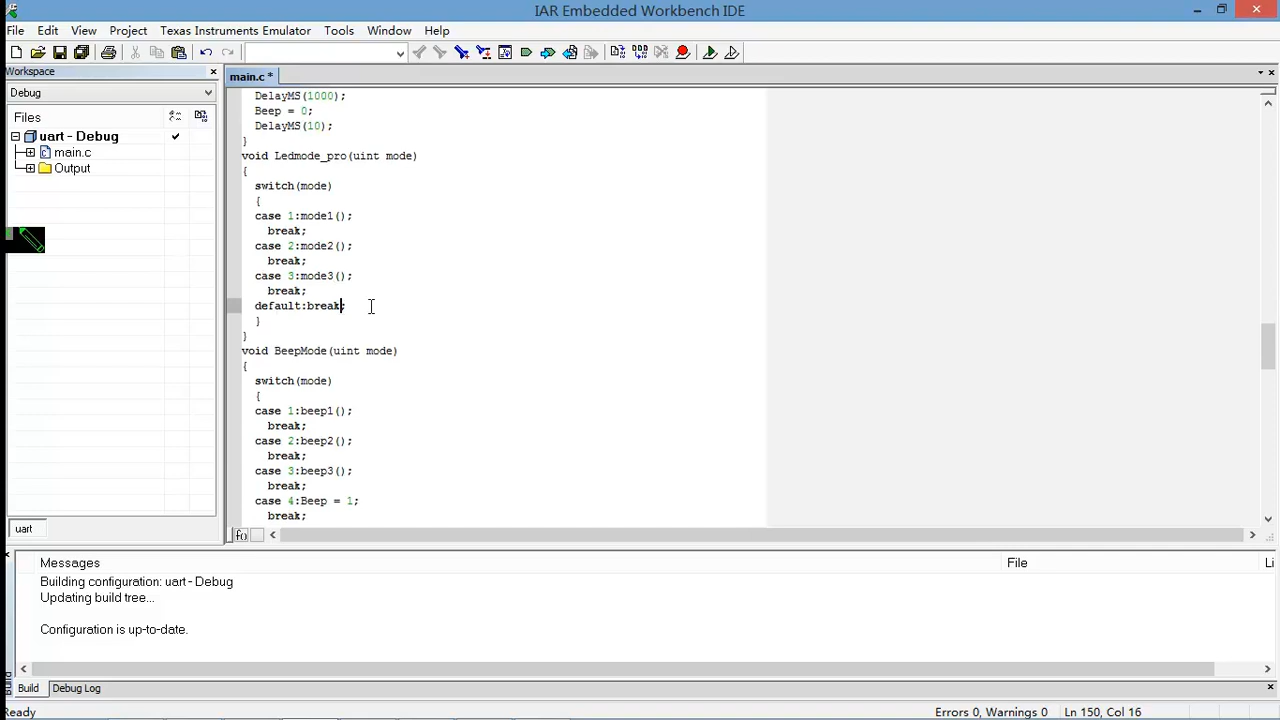 IAR Embedded Workbench IDE
File Edit View Project Texas Instruments Emulator Tools Window Help
Workspace
main.c *
Debug
Files
uart - Debug
main.c
Output
uart
DelayMS(1000);
Beep = 0;
DelayMS(10);
}
void Ledmode_pro(uint mode)
{
switch(mode)
{
case 1:mode1();
break;
case 2:mode2();
break;
case 3:mode3();
break;
default:break;
}
}
void BeepMode(uint mode)
{
switch(mode)
{
case 1:beep1();
break;
case 2:beep2();
break;
case 3:beep3();
break;
case 4:Beep = 1;
break;
f()
Messages File Li
Building configuration: uart - Debug
Updating build tree...
Configuration is up-to-date.
Build
Build Debug Log
Ready Errors 0, Warnings 0 Ln 150, Col 16